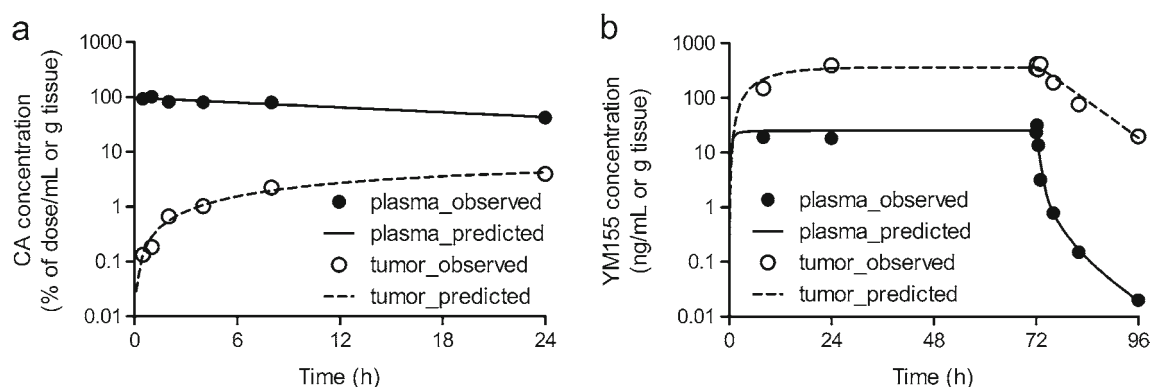 a
CA concentration
(% of dose/mL or g tissue)
1000
100
10
1
0.1
0.01
plasma_observed
plasma_predicted
tumor_observed
tumor_predicted
0 6 12 18 24
Time (h)
b
YM155 concentration
(ng/mL or g tissue)
1000
100
10
1
0.1
0.01
plasma_observed
plasma_predicted
tumor_observed
tumor_predicted
0 24 48 72 96
Time (h)